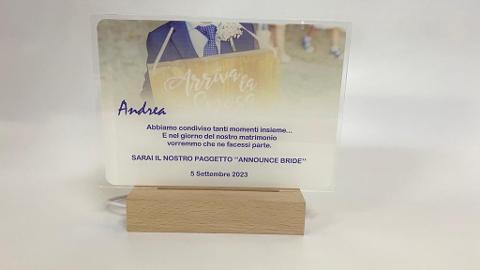 Arriva la
Sposa
Andrea
Abbiamo condiviso tanti momenti insieme...
E nel giorno del nostro matrimonio
vorremmo che ne facessi parte.
SARAI IL NOSTRO PAGGETTO "ANNOUNCE BRIDE"
5 Settembre 2023